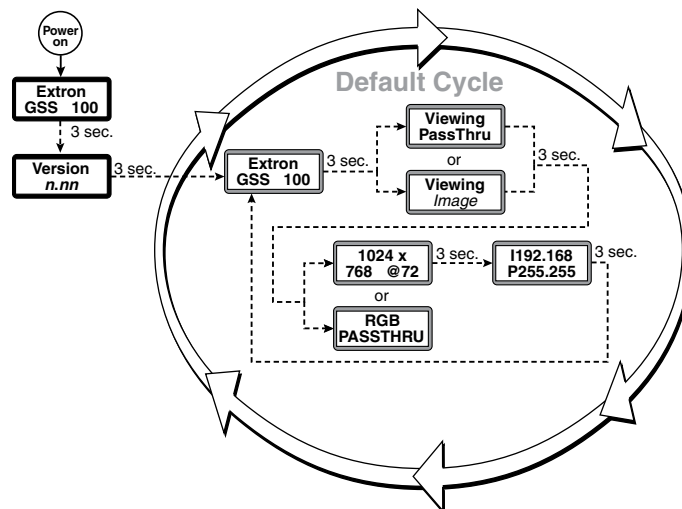 Power
on
Extron
GSS 100
3 sec.
Version
n.nn
3 sec.
Default Cycle
Extron
GSS 100
3 sec.
Viewing
PassThru
or
Viewing
Image
3 sec.
1024 x
768 @72
3 sec.
I192.168
P255.255
3 sec.
or
RGB
PASSTHRU